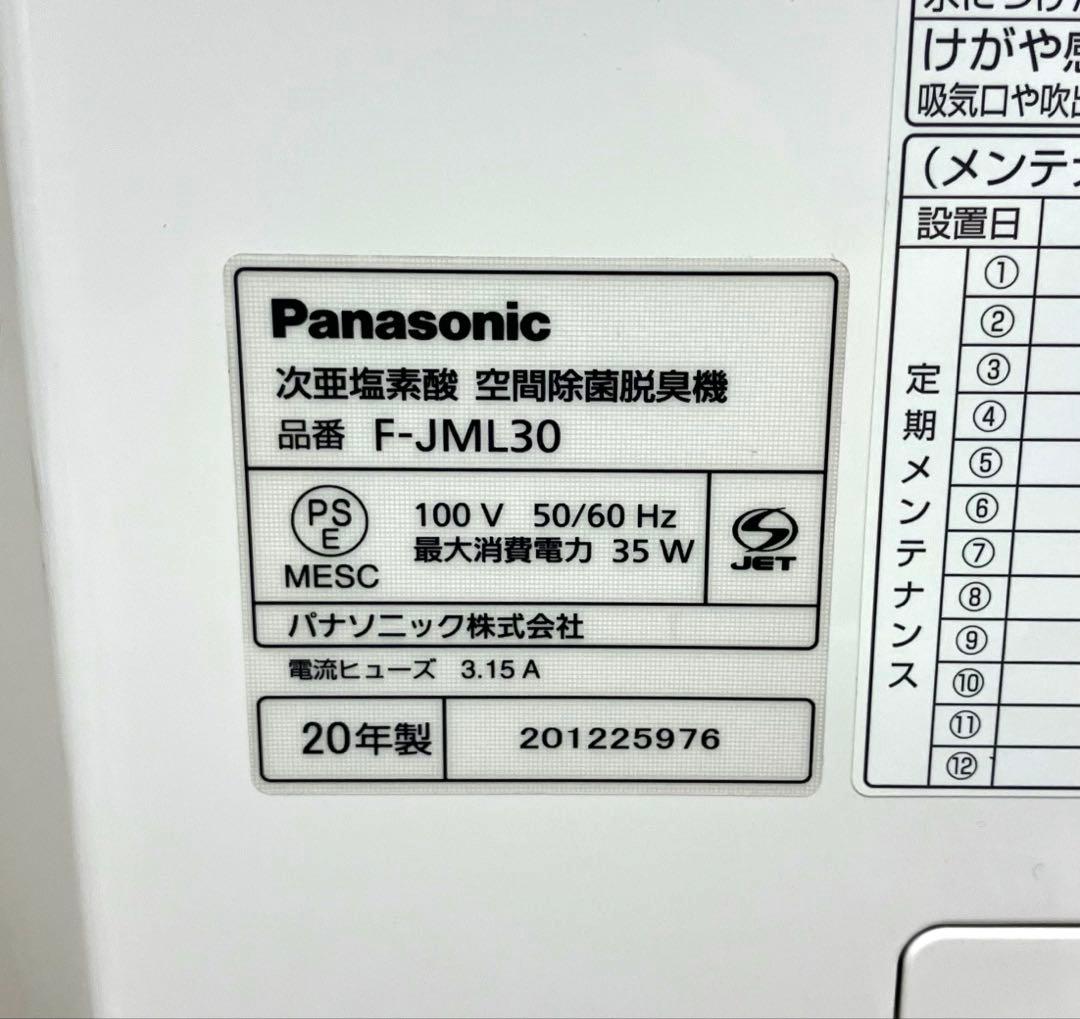 Panasonic
次亜塩素酸 空間除菌脱臭機
品番 F-JML30
PS
E
MESC
100 V 50/60 Hz
最大消費電力 35 W
JET
パナソニック株式会社
電流ヒューズ 3.15 A
20年製 201225976
けがや感
吸気口や吹出
(メンテナ
設置日
定期メンテナンス
①
②
③
④
⑤
⑥
⑦
⑧
⑨
⑩
⑪
⑫